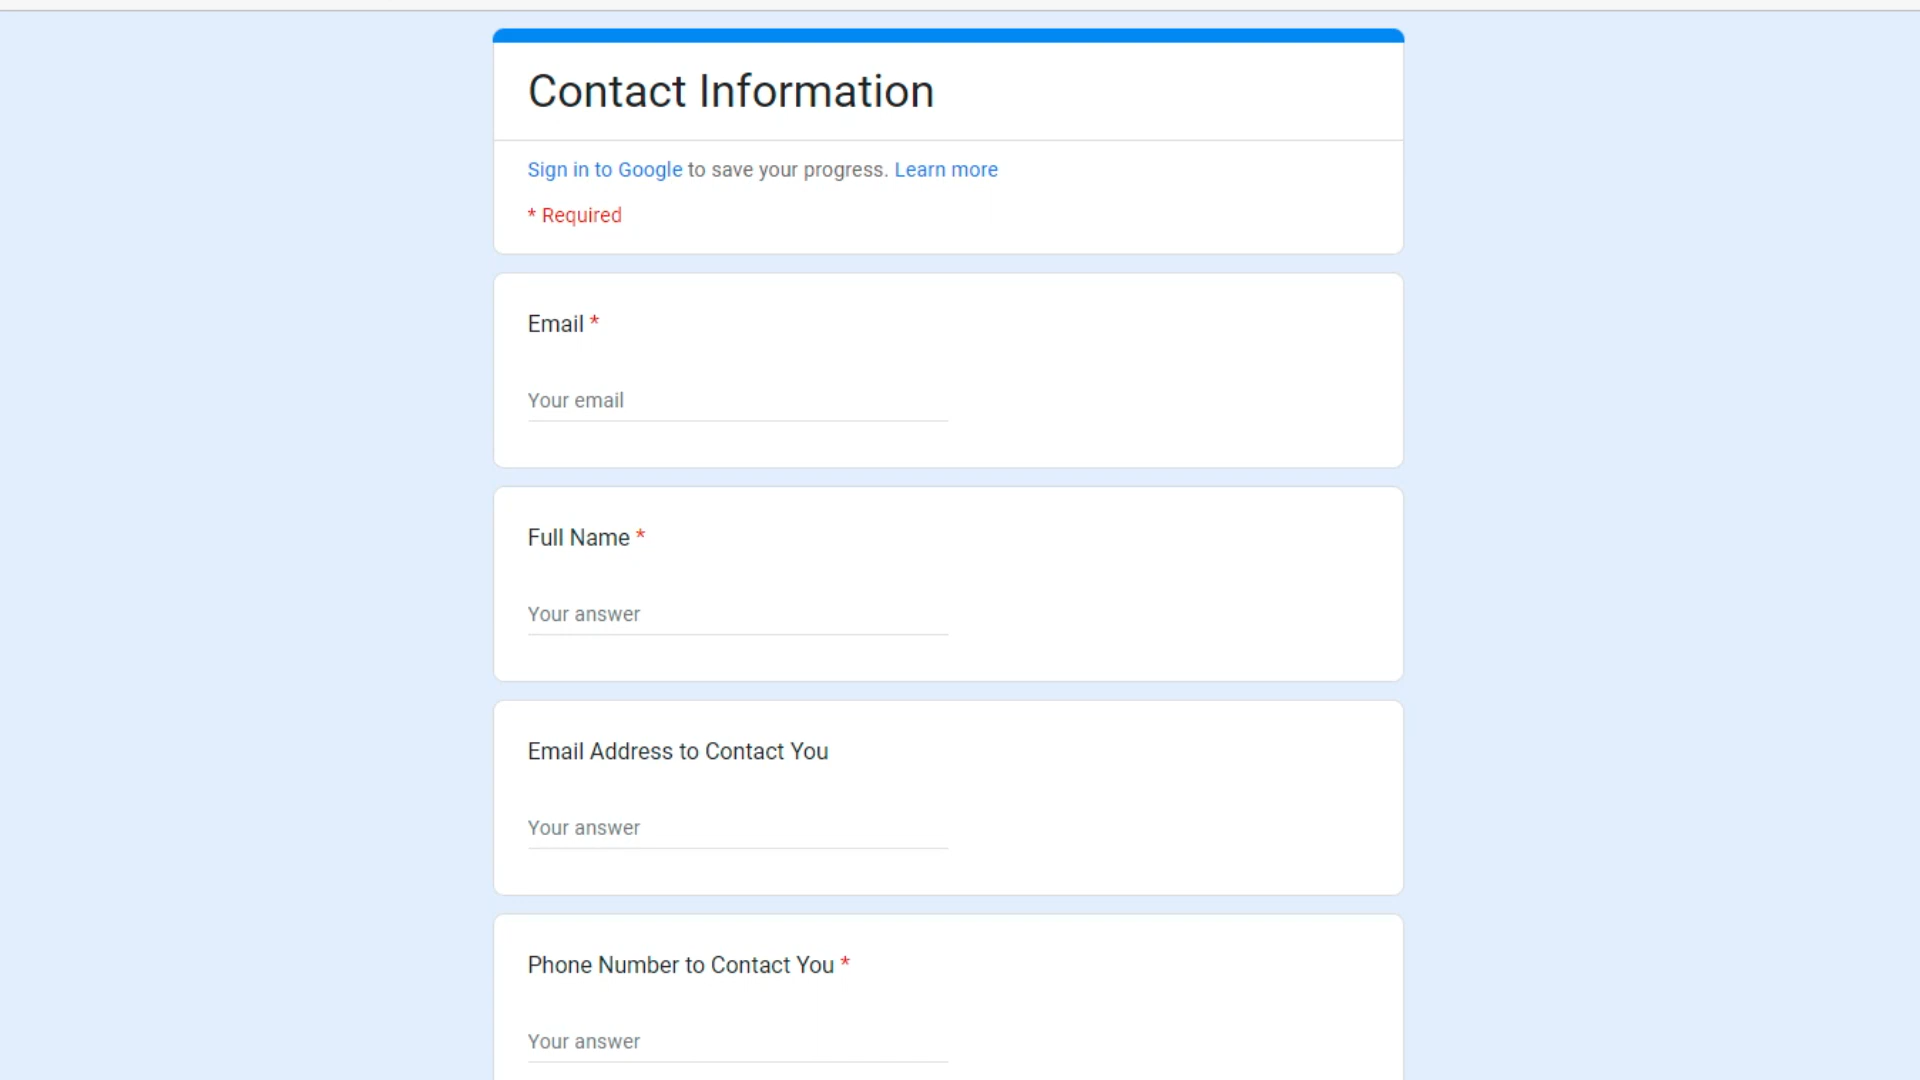 Contact Information
Sign in to Google to save your progress. Learn more
* Required
Email *
Your email
Full Name *
Your answer
Email Address to Contact You
Your answer
Phone Number to Contact You *
Your answer